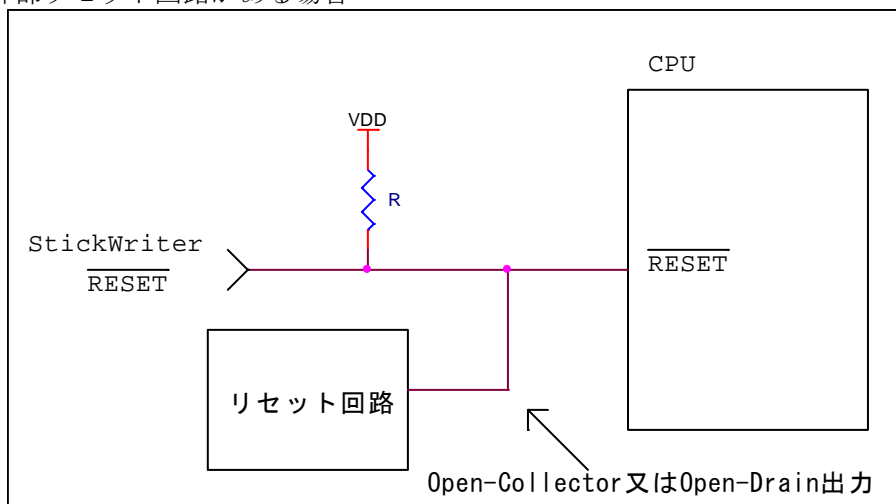 CPU
VDD
R
StickWriter
RESET
RESET
リセット回路
Open-Collector又はOpen-Drain出力